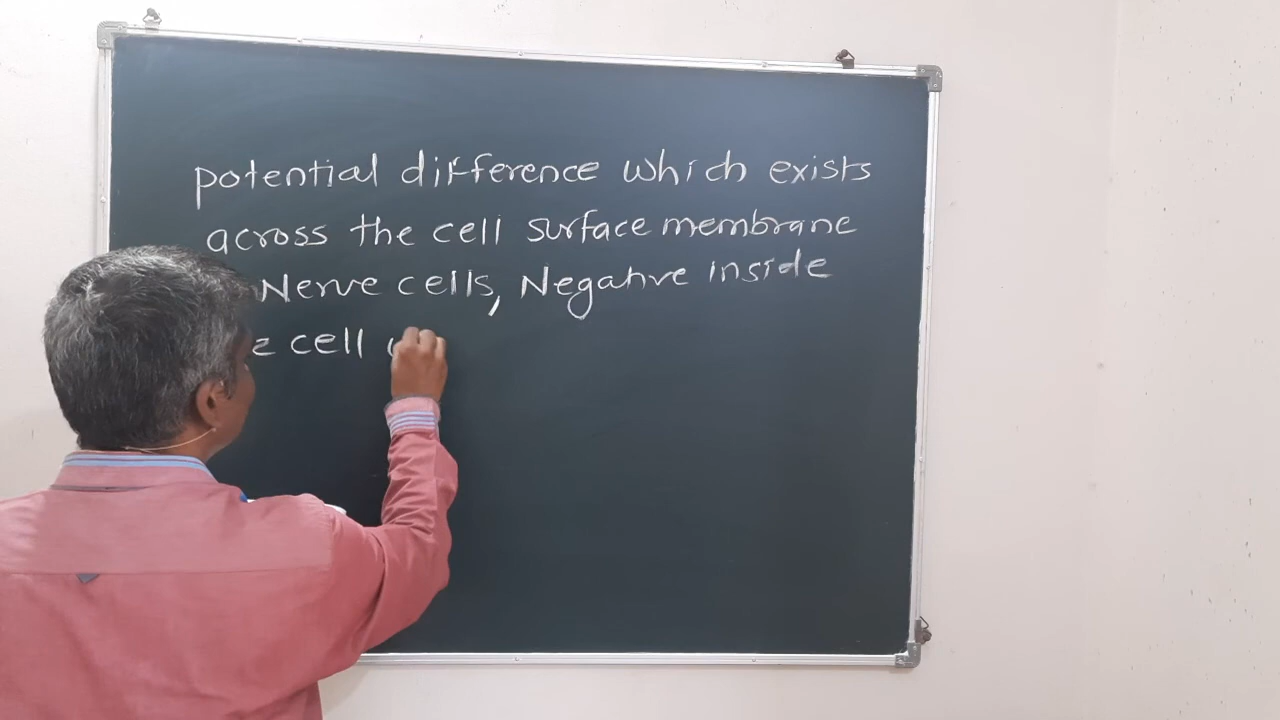 potential difference which exists
across the cell surface membrane
Nerve cells, Negative inside
cell